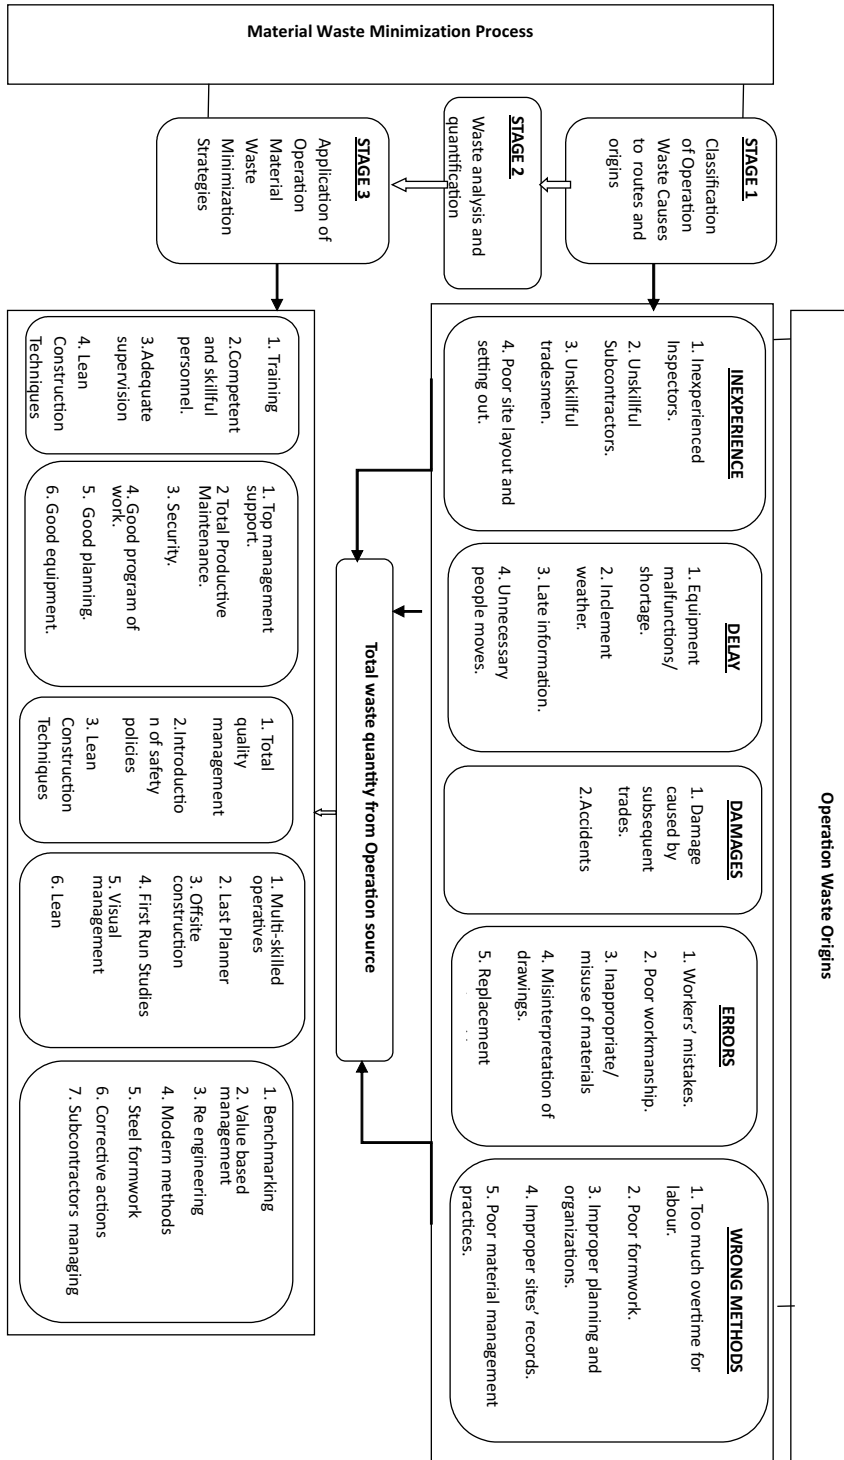 Material Waste Minimization Process
STAGE 1
Classification
of Operation
Waste Causes
to routes and
origins
STAGE 2
Waste analysis and
quantification
STAGE 3
Application of
Operation
Material
Waste
Minimization
Strategies
Operation Waste Origins
INEXPERIENCE
1. Inexperienced
Inspectors.
2. Unskillful
Subcontractors.
3. Unskillful
tradesmen.
4. Poor site layout and
setting out.
DELAY
1. Equipment
malfunctions/
shortage.
2. Inclement
weather.
3. Late information.
4. Unnecessary
people moves.
DAMAGES
1. Damage
caused by
subsequent
trades.
2.Accidents
ERRORS
1. Workers’ mistakes.
2. Poor workmanship.
3. Inappropriate/
misuse of materials
4. Misinterpretation of
drawings.
5. Replacement
WRONG METHODS
1. Too much overtime for
labour.
2. Poor formwork.
3. Improper planning and
organizations.
4. Improper sites’ records.
5. Poor material management
practices.
Total waste quantity from Operation source
1. Training
2.Competent
and skillful
personnel.
3.Adequate
supervision
4. Lean
Construction
Techniques
1. Top management
support.
2 Total Productive
Maintenance.
3. Security.
4. Good program of
work.
5. Good planning.
6. Good equipment.
1. Total
quality
management
2.Introductio
n of safety
policies
3. Lean
Construction
Techniques
1. Multi-skilled
operatives
2. Last Planner
3. Offsite
construction
4. First Run Studies
5. Visual
management
6. Lean
1. Benchmarking
2. Value based
management
3. Re engineering
4. Modern methods
5. Steel formwork
6. Corrective actions
7. Subcontractors managing